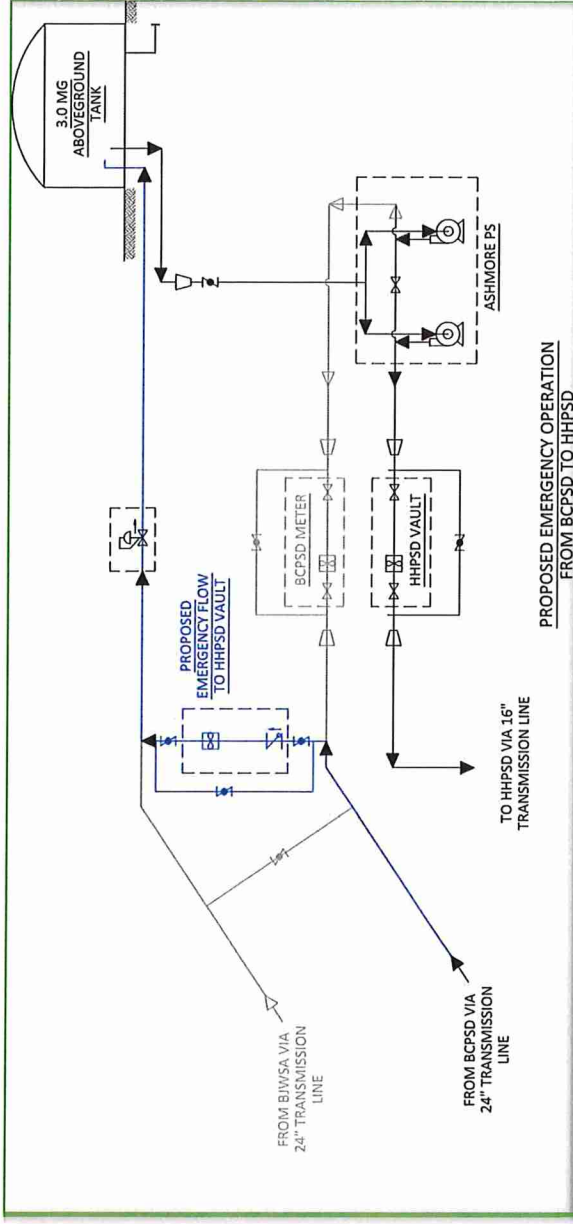 3.0 MG
ABOVEGROUND
TANK
PROPOSED
EMERGENCY FLOW
TO HHPSD VAULT
BCPSD METER
HHPSD VAULT
ASHMORE PS
FROM BJWSA VIA
24" TRANSMISSION
LINE
FROM BCPSD VIA
24" TRANSMISSION
LINE
TO HHPSD VIA 16"
TRANSMISSION LINE
PROPOSED EMERGENCY OPERATION
FROM BCPSD TO HHPSD